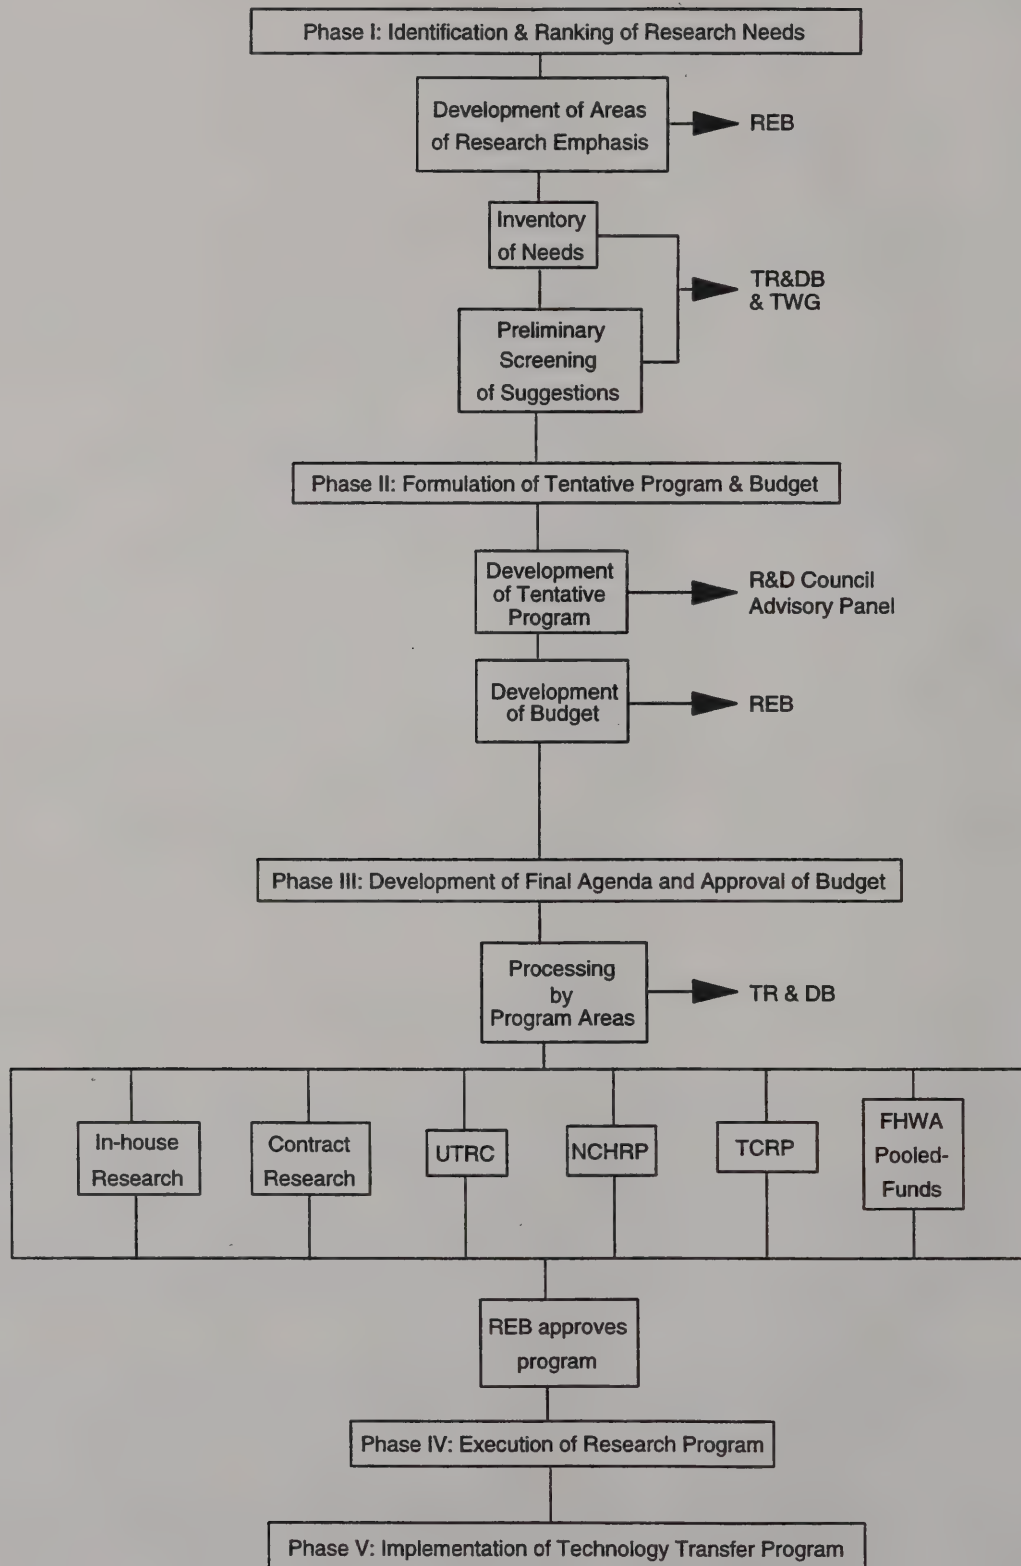 Phase I: Identification & Ranking of Research Needs
Development of Areas
of Research Emphasis
REB
Inventory
of Needs
TR&DB
& TWG
Preliminary
Screening
of Suggestions
Phase II: Formulation of Tentative Program & Budget
Development
of Tentative
Program
R&D Council
Advisory Panel
Development
of Budget
REB
Phase III: Development of Final Agenda and Approval of Budget
Processing
by
Program Areas
TR & DB
In-house
Research
Contract
Research
UTRC
NCHRP
TCRP
FHWA
Pooled-
Funds
REB approves
program
Phase IV: Execution of Research Program
Phase V: Implementation of Technology Transfer Program